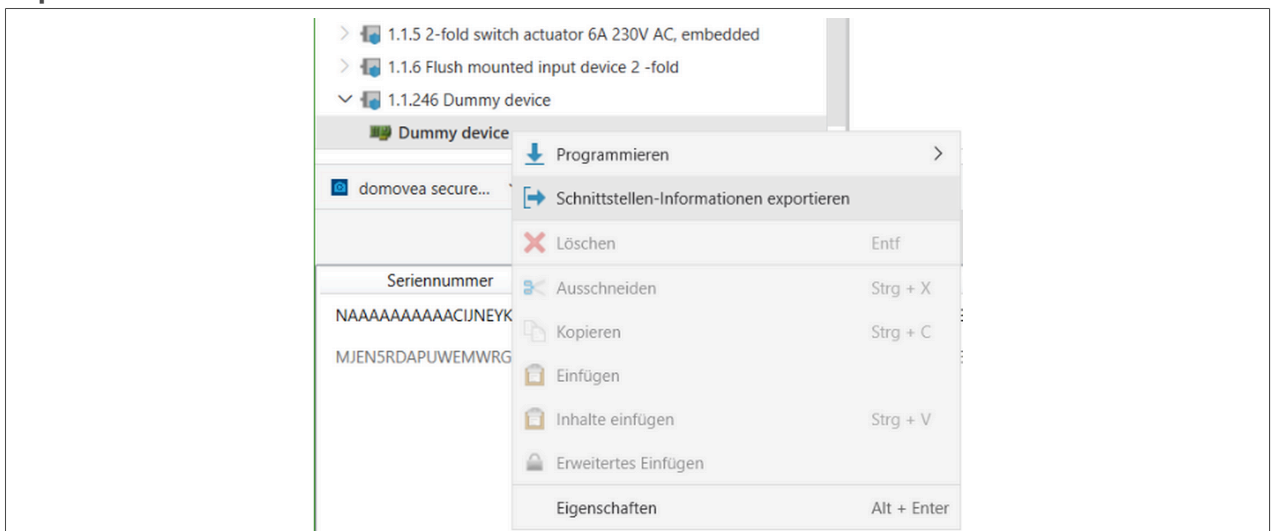 1.1.5 2-fold switch actuator 6A 230V AC, embedded
1.1.6 Flush mounted input device 2 -fold
1.1.246 Dummy device
Dummy device
Programmieren
domovea secure...
Schnittstellen-Informationen exportieren
Löschen Entf
Seriennummer
Ausschneiden Strg + X
NAAAAAAAAAACIJNEYK
Kopieren Strg + C
MJEN5RDAPUWEMWRG
Einfügen
Inhalte einfügen Strg + V
Erweitertes Einfügen
Eigenschaften Alt + Enter